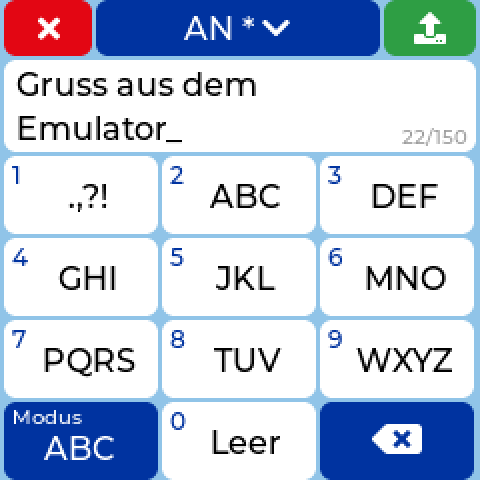 AN *
Gruss aus dem
Emulator_
22/150
1 .,?!
2 ABC
3 DEF
4 GHI
5 JKL
6 MNO
7 PQRS
8 TUV
9 WXYZ
Modus
ABC
0 Leer